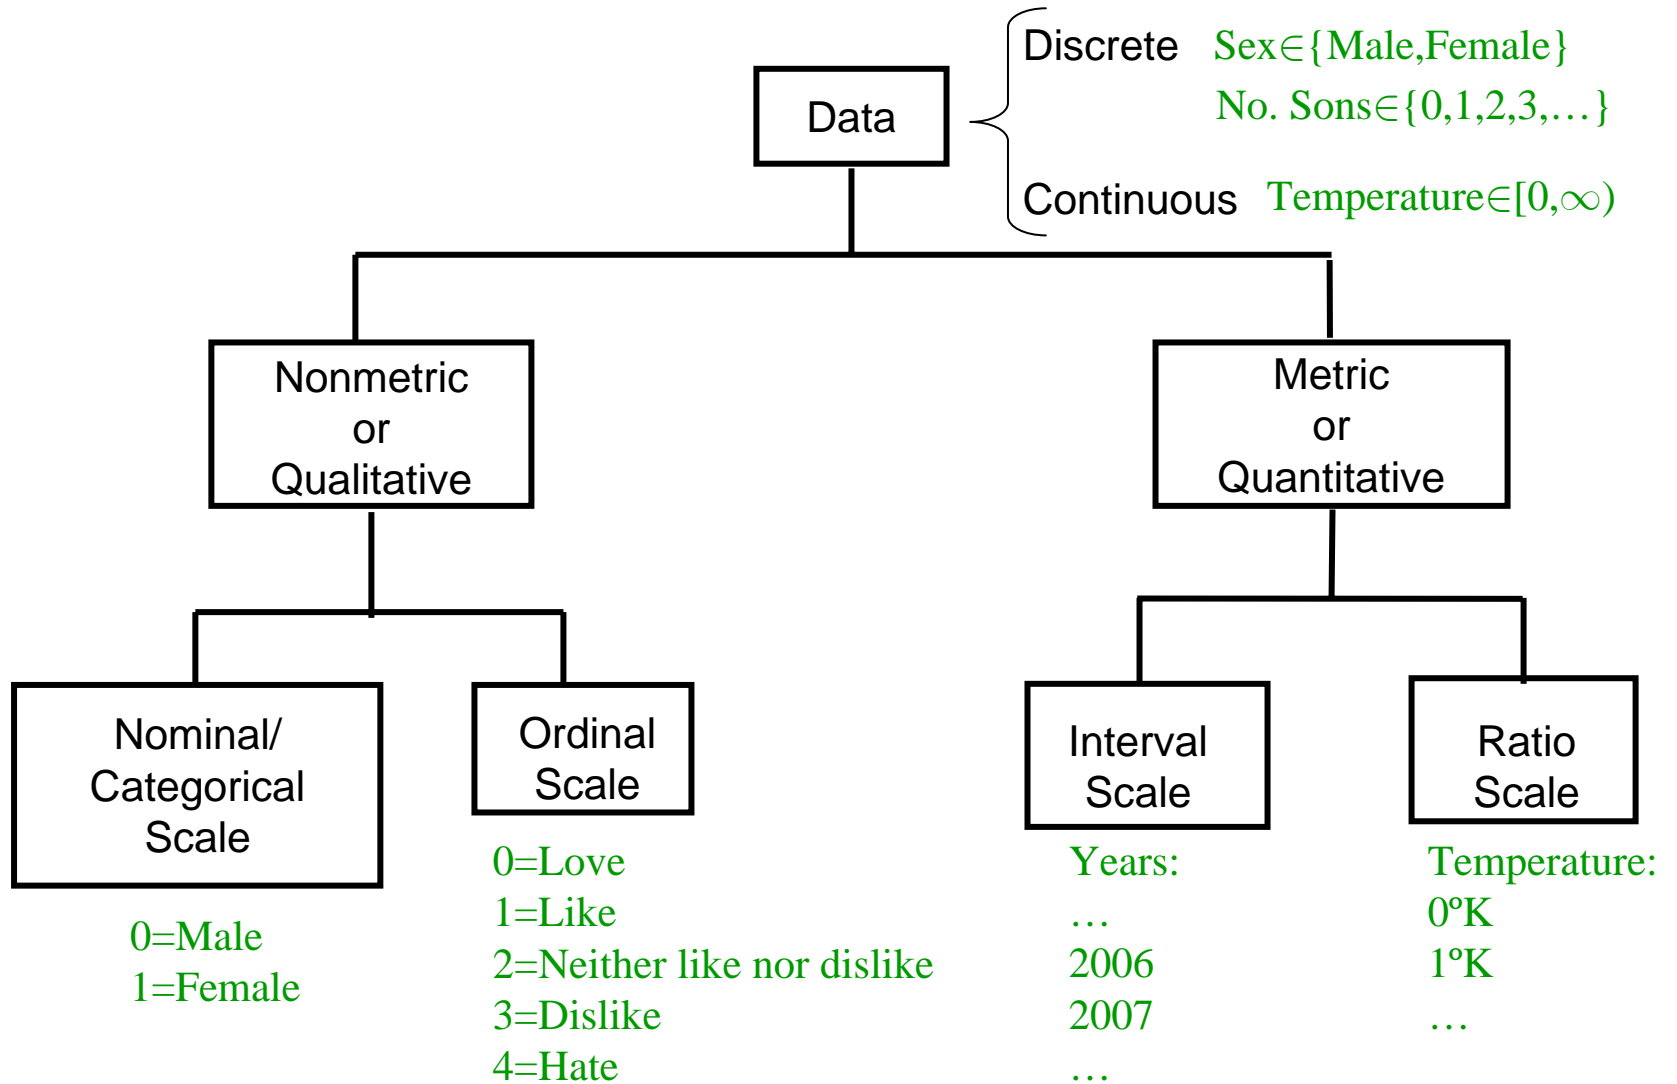 Data
Discrete Sex∈{Male,Female}
No. Sons∈{0,1,2,3,…}
Continuous Temperature∈[0,∞)
Nonmetric
or
Qualitative
Metric
or
Quantitative
Nominal/
Categorical
Scale
0=Male
1=Female
Ordinal
Scale
0=Love
1=Like
2=Neither like nor dislike
3=Dislike
4=Hate
Interval
Scale
Years:
…
2006
2007
…
Ratio
Scale
Temperature:
0ºK
1ºK
…